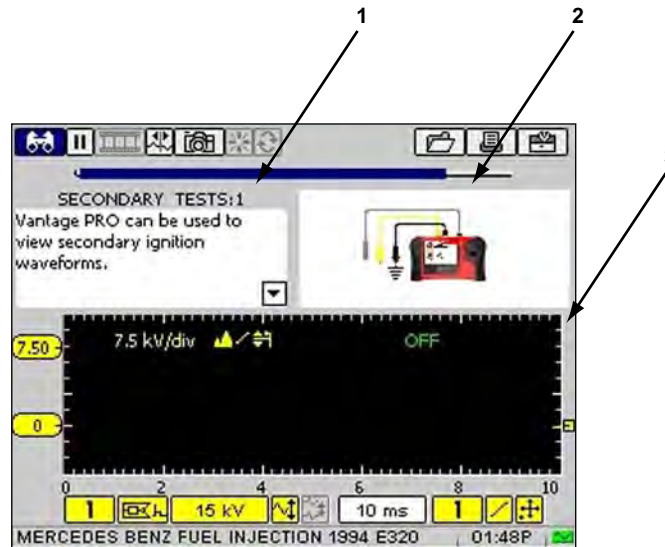 1
2
SECONDARY TESTS:1
Vantage PRO can be used to
view secondary ignition
waveforms.
7.50
7.5 kV/div
OFF
0
0 2 4 6 8 10
1
15 kV
10 ms
1
MERCEDES BENZ FUEL INJECTION 1994 E320
01:48P